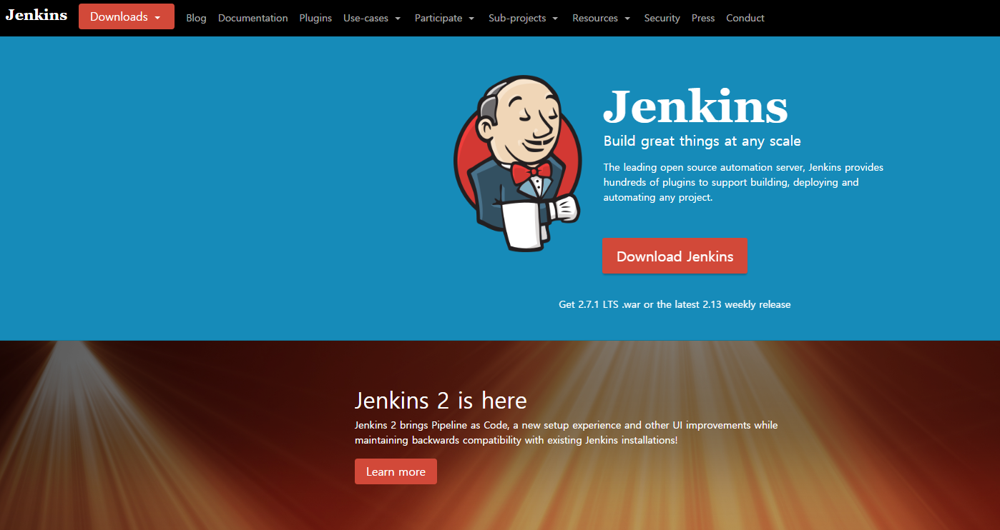 Jenkins Downloads Blog Documentation Plugins Use-cases Participate Sub-projects Resources Security Press Conduct
Jenkins
Build great things at any scale
The leading open source automation server, Jenkins provides
hundreds of plugins to support building, deploying and
automating any project.
Download Jenkins
Get 2.7.1 LTS .war or the latest 2.13 weekly release
Jenkins 2 is here
Jenkins 2 brings Pipeline as Code, a new setup experience and other UI improvements while
maintaining backwards compatibility with existing Jenkins installations!
Learn more